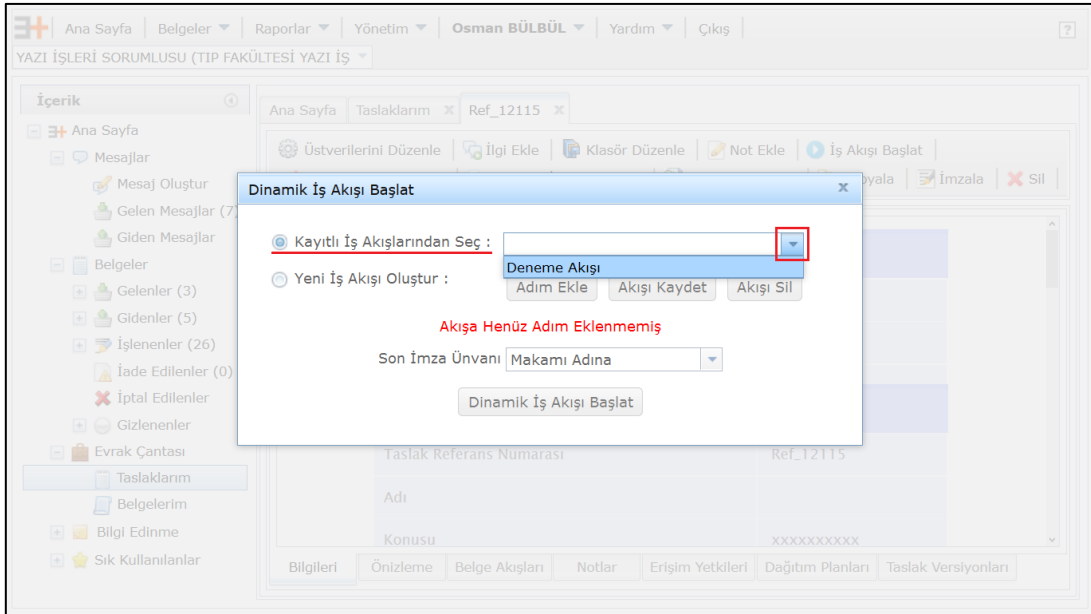 Ana Sayfa Belgeler Raporlar Yönetim Osman BÜLBÜL Yardım Çıkış ?
YAZI İŞLERİ SORUMLUSU (TIP FAKÜLTESİ YAZI İŞ
İçerik
Ana Sayfa
Mesajlar
Mesaj Oluştur
Gelen Mesajlar (7)
Giden Mesajlar
Belgeler
Gelenler (3)
Gidenler (5)
İşlenenler (26)
İade Edilenler (0)
İptal Edilenler
Gizlenenler
Evrak Çantası
Taslaklarım
Belgelerim
Bilgi Edinme
Sık Kullanılanlar
Ana Sayfa Taslaklarım x Ref_12115 x
Üstverilerini Düzenle İlgi Ekle Klasör Düzenle Not Ekle İş Akışı Başlat
yala İmzala Sil
Dinamik İş Akışı Başlat x
Kayıtlı İş Akışlarından Seç :
Deneme Akışı
Yeni İş Akışı Oluştur :
Adım Ekle Akışı Kaydet Akışı Sil
Akışa Henüz Adım Eklenmemiş
Son İmza Ünvanı Makamı Adına
Dinamik İş Akışı Başlat
Taslak Referans Numarası Ref_12115
Adı
Konusu xxxxxxxxxx
Bilgileri Önizleme Belge Akışları Notlar Erişim Yetkileri Dağıtım Planları Taslak Versiyonları